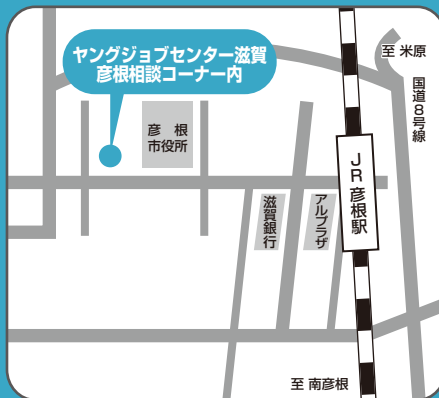 ヤングジョブセンター滋賀
彦根相談コーナー内
至 米原
国道8号線
彦 根
市役所
JR彦根駅
アルプラザ
滋賀銀行
至 南彦根